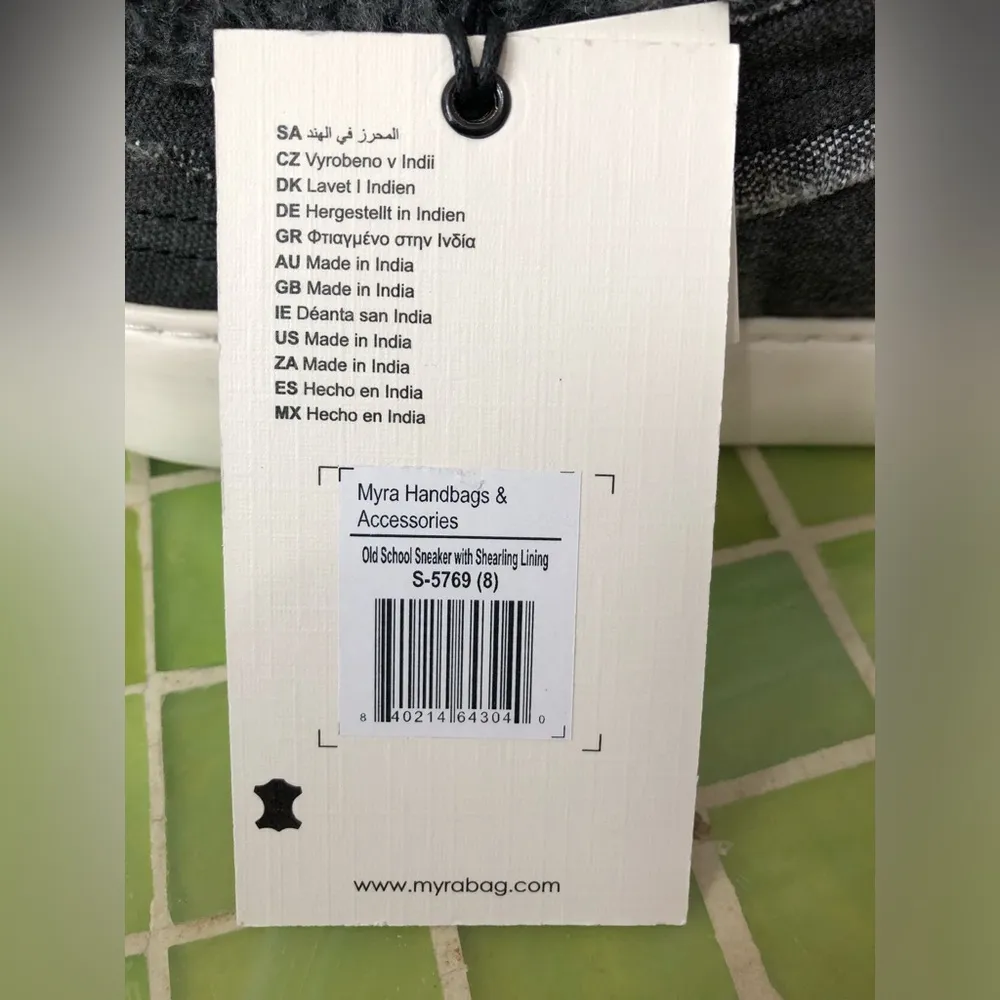 SA المحرز في الهند
CZ Vyrobeno v Indii
DK Lavet I Indien
DE Hergestellt in Indien
GR Φτιαγμένο στην Ινδία
AU Made in India
GB Made in India
IE Déanta san India
US Made in India
ZA Made in India
ES Hecho en India
MX Hecho en India
Myra Handbags &
Accessories
Old School Sneaker with Shearling Lining
S-5769 (8)
8 40214 64304 0
www.myrabag.com